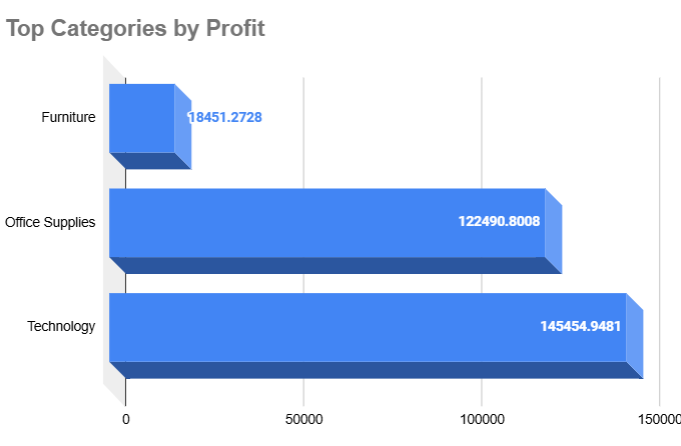 Top Categories by Profit
Furniture
18451.2728
Office Supplies
122490.8008
Technology
145454.9481
0
50000
100000
150000